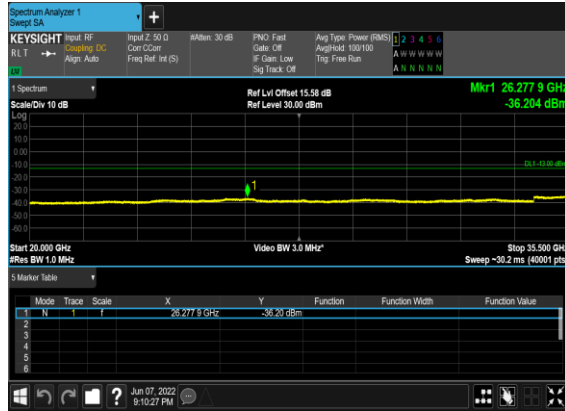 Spectrum Analyzer 1
Swept SA
KEYSIGHT Input: RF Input Z: 50 Ω #Atten: 30 dB PNO: Fast Avg Type: Power (RMS) 1 2 3 4 5 6
RLT Coupling: DC Corr CCorr Gate: Off Avg|Hold: 100/100 A W W W W W
Align: Auto Freq Ref: Int (S) IF Gain: Low Trig: Free Run
Sig Track: Off A N N N N N
1 Spectrum Ref Lvl Offset 15.58 dB Mkr1 26.277 9 GHz
Scale/Div 10 dB Ref Level 30.00 dBm -36.204 dBm
Log
20.0
10.0
0.00
-10.0
DL1 -13.00 dBm
-20.0
1
-30.0
-40.0
-50.0
-60.0
Start 20.000 GHz Video BW 3.0 MHz* Stop 35.500 GHz
#Res BW 1.0 MHz Sweep ~30.2 ms (40001 pts)
5 Marker Table
Mode Trace Scale X Y Function Function Width Function Value
1 N 1 f 26.277 9 GHz -36.20 dBm
2
3
4
5
6
? Jun 07, 2022
9:10:27 PM